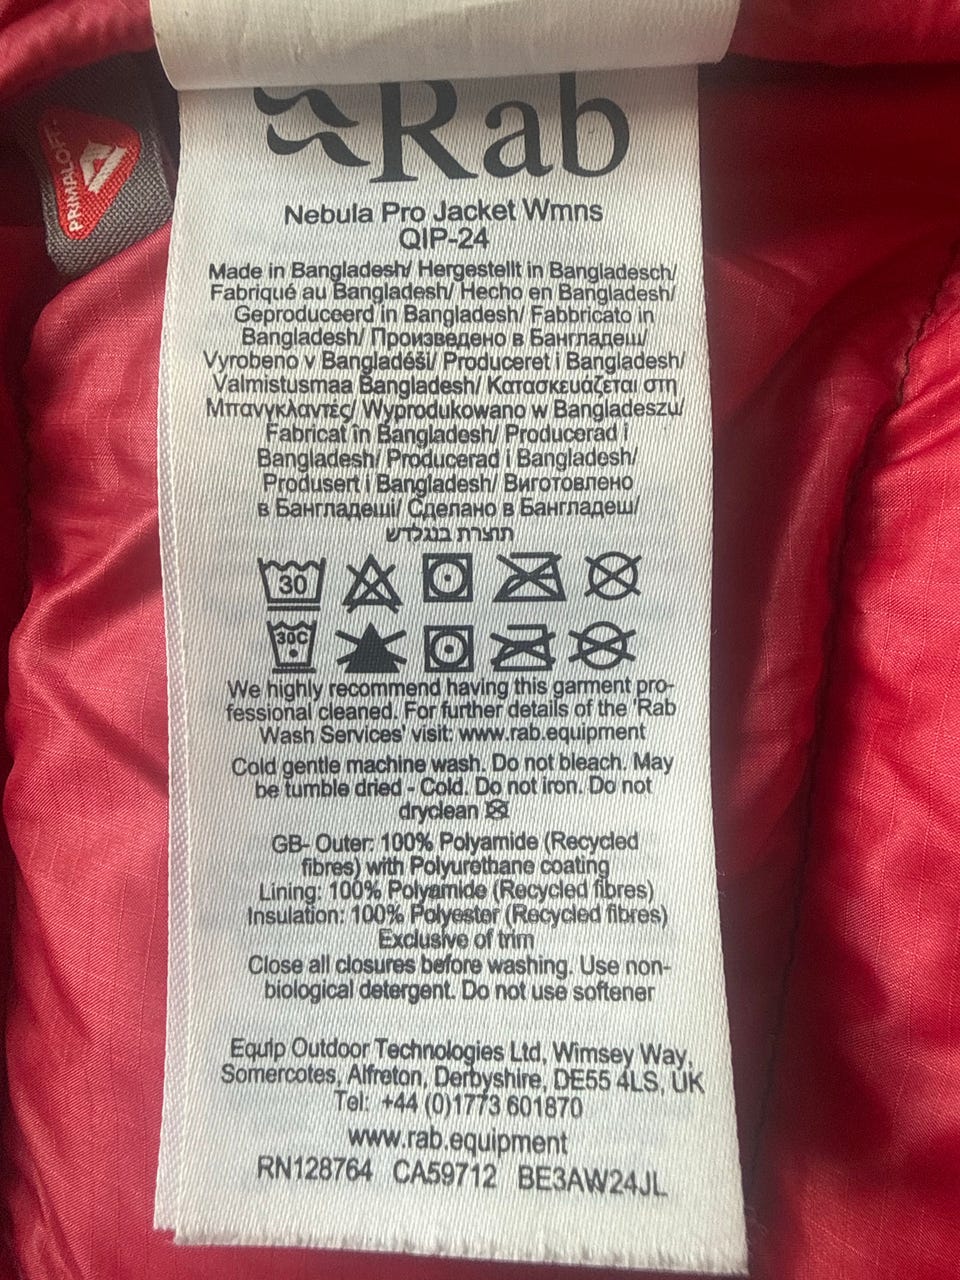 Rab
PRIMALOFT
Nebula Pro Jacket Wmns
QIP-24
Made in Bangladesh/ Hergestellt in Bangladesch/
Fabriqué au Bangladesh/ Hecho en Bangladesh/
Geproduceerd in Bangladesh/ Fabbricato in
Bangladesh/ Произведено в Бангладеш/
Vyrobeno v Bangladéši/ Produceret i Bangladesh/
Valmistusmaa Bangladesh/ Κατασκευάζεται στη
Μπανγκλαντές/ Wyprodukowano w Bangladeszu/
Fabricat în Bangladesh/ Producerad i
Bangladesh/ Producerad i Bangladesh/
Produsert i Bangladesh/ Виготовлено
в Бангладеші/ Сделано в Бангладеш/
תוצרת בנגלדש
30
30C
We highly recommend having this garment pro-
fessional cleaned. For further details of the 'Rab
Wash Services' visit: www.rab.equipment
Cold gentle machine wash. Do not bleach. May
be tumble dried - Cold. Do not iron. Do not
dryclean
GB- Outer: 100% Polyamide (Recycled
fibres) with Polyurethane coating
Lining: 100% Polyamide (Recycled fibres)
Insulation: 100% Polyester (Recycled fibres)
Exclusive of trim
Close all closures before washing. Use non-
biological detergent. Do not use softener
Equip Outdoor Technologies Ltd, Wimsey Way,
Somercotes, Alfreton, Derbyshire, DE55 4LS, UK
Tel: +44 (0)1773 601870
www.rab.equipment
RN128764 CA59712 BE3AW24JL